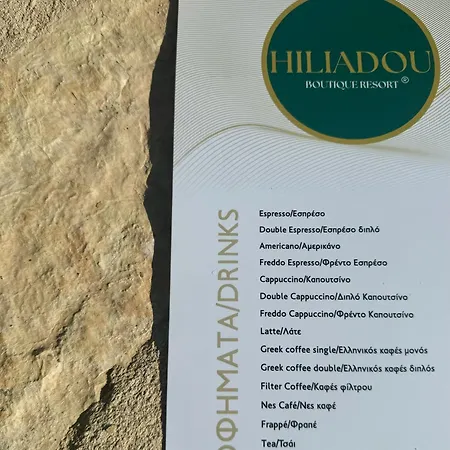 HILIADOU
BOUTIQUE RESORT ®
ΟΦΗΜΑΤΑ/DRINKS
Espresso/Εσπρέσο
Double Espresso/Εσπρέσο διπλό
Americano/Αμερικάνο
Freddo Espresso/Φρέντο Εσπρέσο
Cappuccino/Καπουτσίνο
Double Cappuccino/Διπλό Καπουτσίνο
Freddo Cappuccino/Φρέντο Καπουτσίνο
Latte/Λάτε
Greek coffee single/Ελληνικός καφές μονός
Greek coffee double/Ελληνικός καφές διπλός
Filter Coffee/Καφές φίλτρου
Nes Café/Νες καφέ
Frappé/Φραπέ
Tea/Τσάι